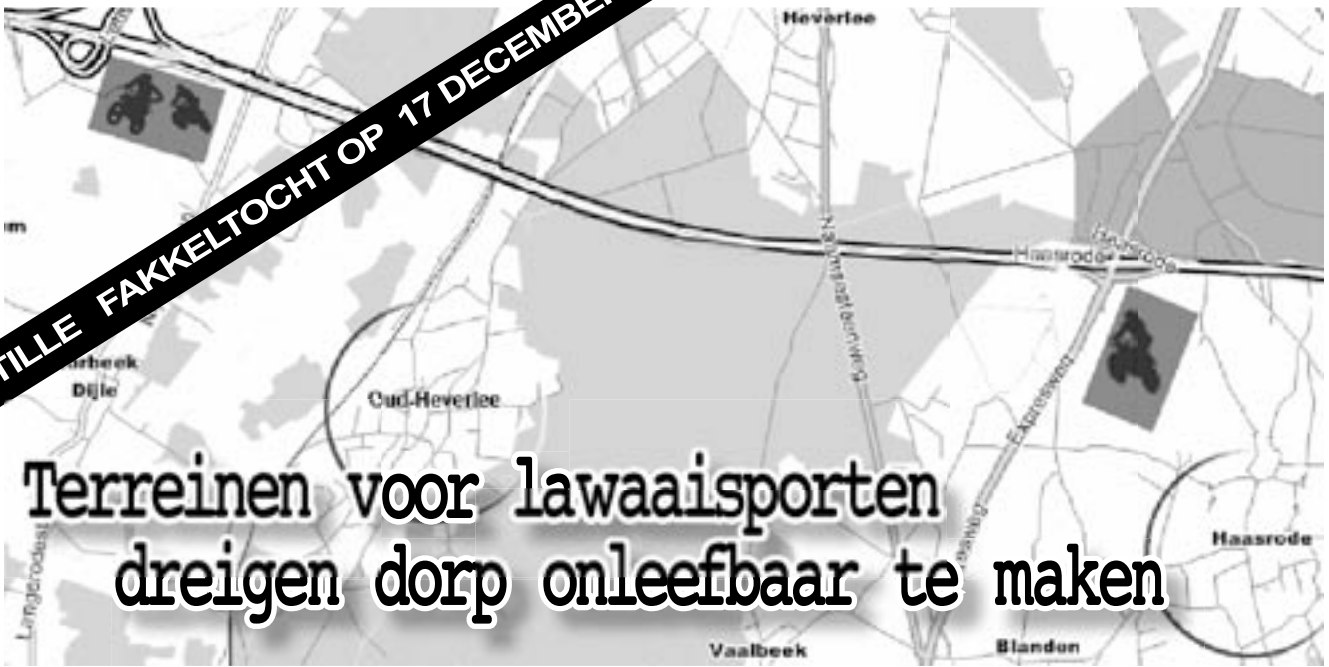 Heverlee
TILLE FAKKELTOCHT OP 17 DECEMBER
Haasrode
Naamsesteenweg
Expresweg
Dijle
Oud-Heverlee
Terreinen voor lawaaisporten
dreigen dorp onleefbaar te maken
Haasrode
Vaalbeek
Blanden